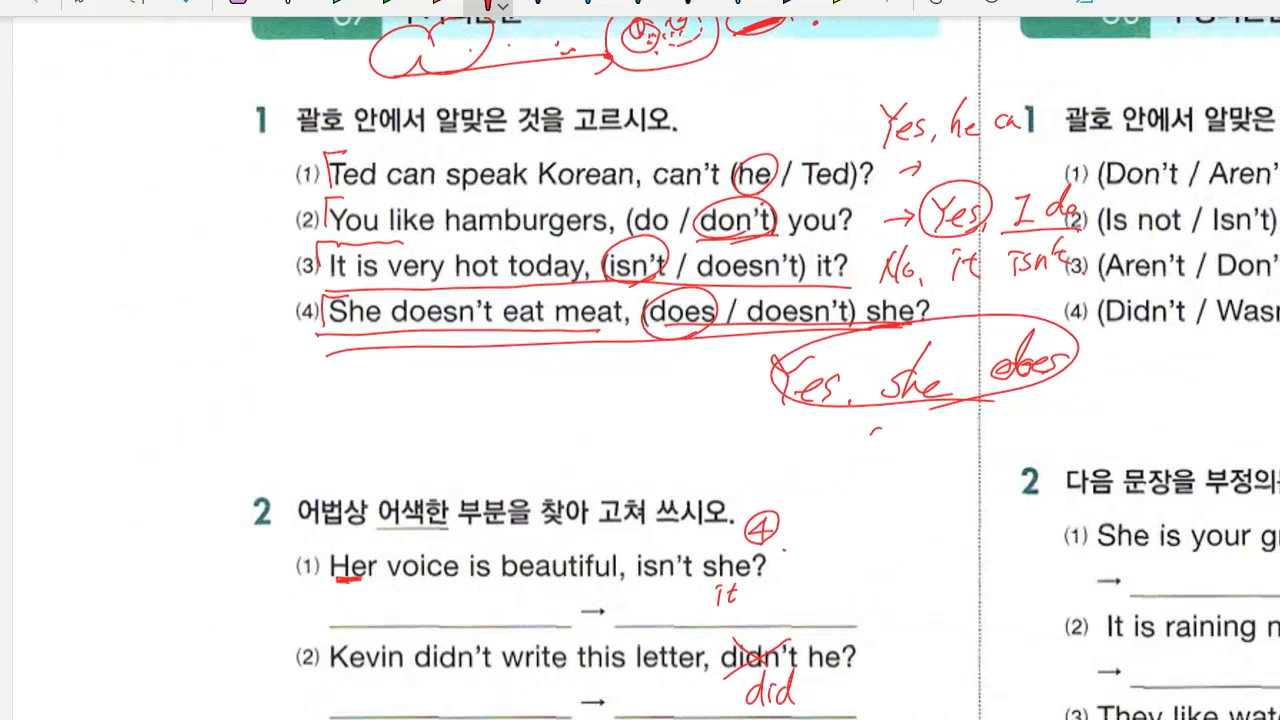 1 괄호 안에서 알맞은 것을 고르시오.
(1) Ted can speak Korean, can't (he / Ted)?
Yes, he ca
(2) You like hamburgers, (do / don't) you?
→ Yes, I do
(3) It is very hot today, (isn't / doesn't) it?
No, it isn't
(4) She doesn't eat meat, (does / doesn't) she?
Yes, she does
2 어법상 어색한 부분을 찾아 고쳐 쓰시오.
④
(1) Her voice is beautiful, isn't she?
it
→
(2) Kevin didn't write this letter, didn't he?
did
→
1 괄호 안에서 알맞은
(1) (Don't / Aren'
(2) (Is not / Isn't)
(3) (Aren't / Don'
(4) (Didn't / Wasn
2 다음 문장을 부정의
(1) She is your g
→
(2) It is raining n
→
(3) They like wat